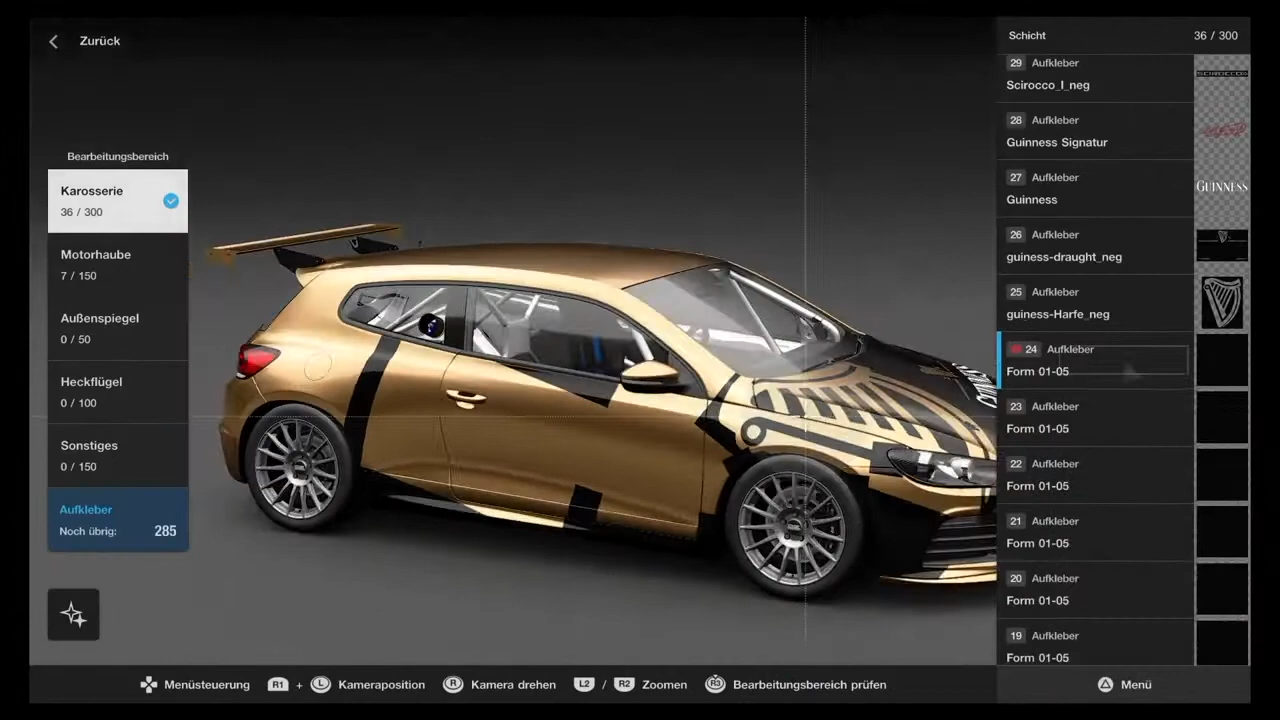 Zurück
Bearbeitungsbereich
Karosserie
36 / 300
Motorhaube
7 / 150
Außenspiegel
0 / 50
Heckflügel
0 / 100
Sonstiges
0 / 150
Aufkleber
Noch übrig: 285
Schicht 36 / 300
29 Aufkleber
Scirocco_I_neg
SCIROCCO
28 Aufkleber
Guinness Signatur
27 Aufkleber
Guinness
GUINNESS
26 Aufkleber
guiness-draught_neg
25 Aufkleber
guiness-Harfe_neg
24 Aufkleber
Form 01-05
23 Aufkleber
Form 01-05
22 Aufkleber
Form 01-05
21 Aufkleber
Form 01-05
20 Aufkleber
Form 01-05
19 Aufkleber
Form 01-05
Menüsteuerung R1 + L Kameraposition R Kamera drehen L2 / R2 Zoomen R3 Bearbeitungsbereich prüfen Menü